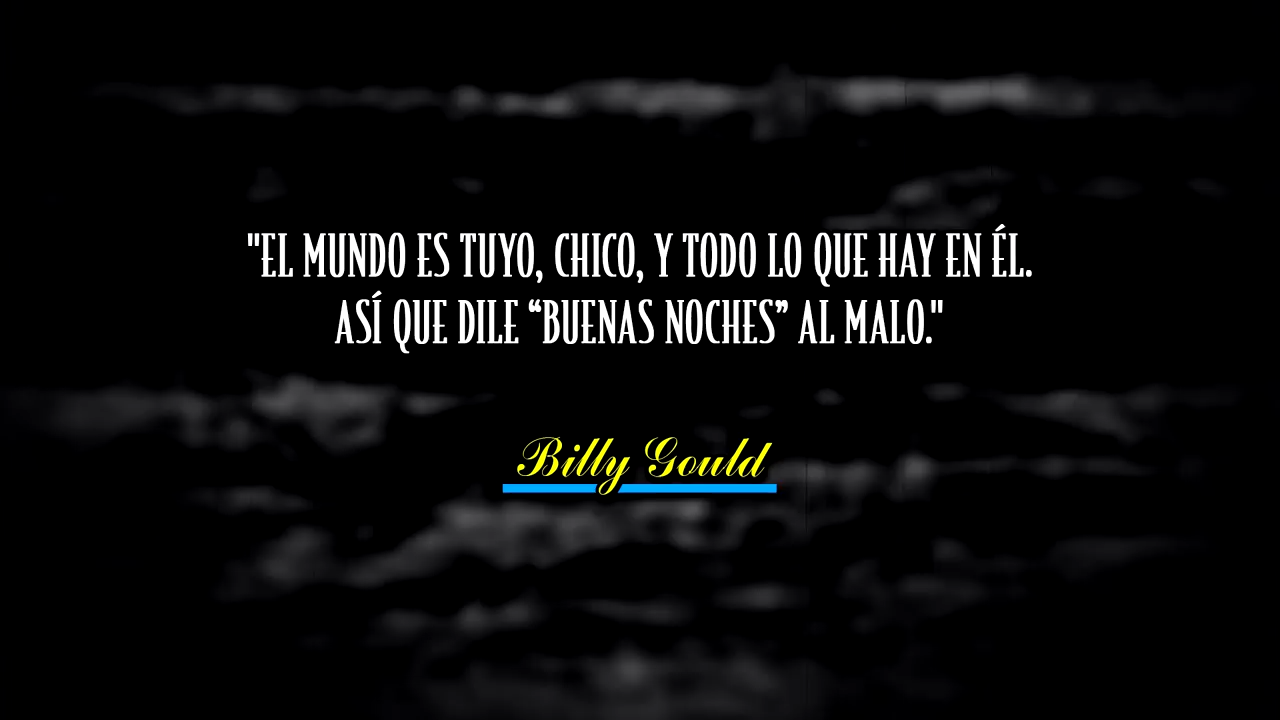 "EL MUNDO ES TUYO, CHICO, Y TODO LO QUE HAY EN ÉL.
ASÍ QUE DILE “BUENAS NOCHES” AL MALO."
Billy Gould